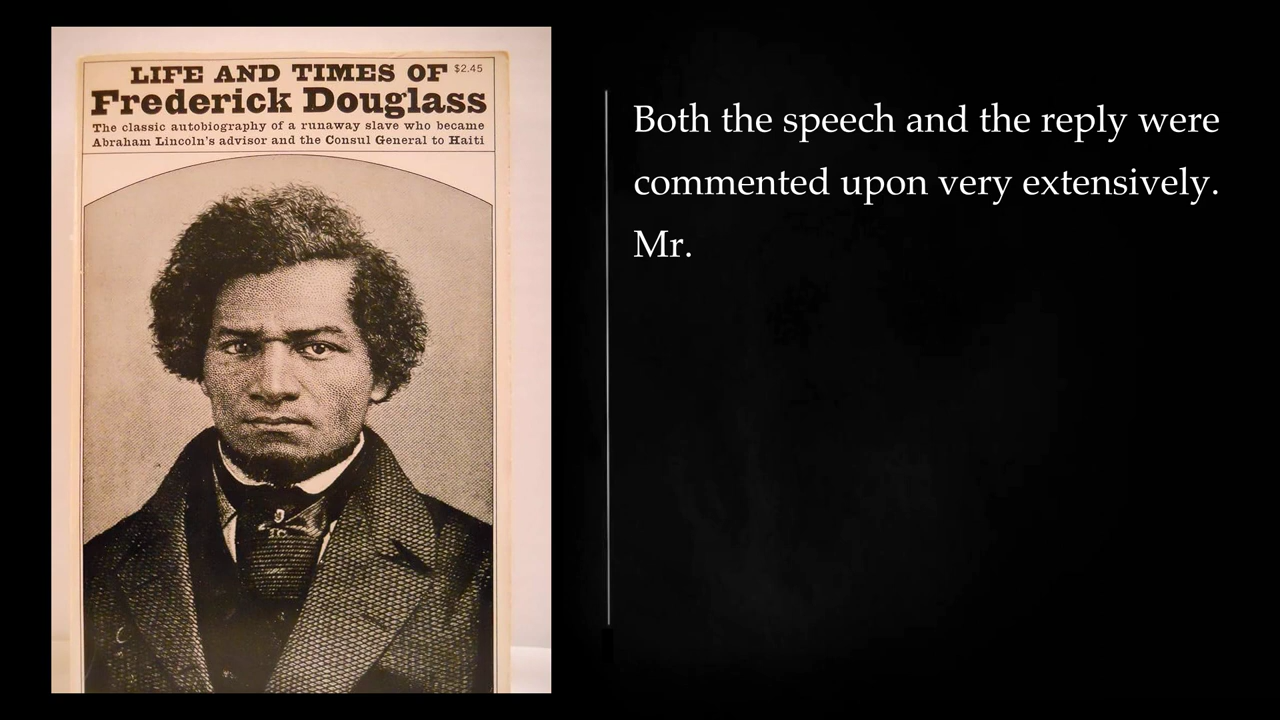 LIFE AND TIMES OF $2.45
Frederick Douglass
The classic autobiography of a runaway slave who became
Abraham Lincoln's advisor and the Consul General to Haiti
Both the speech and the reply were
commented upon very extensively.
Mr.